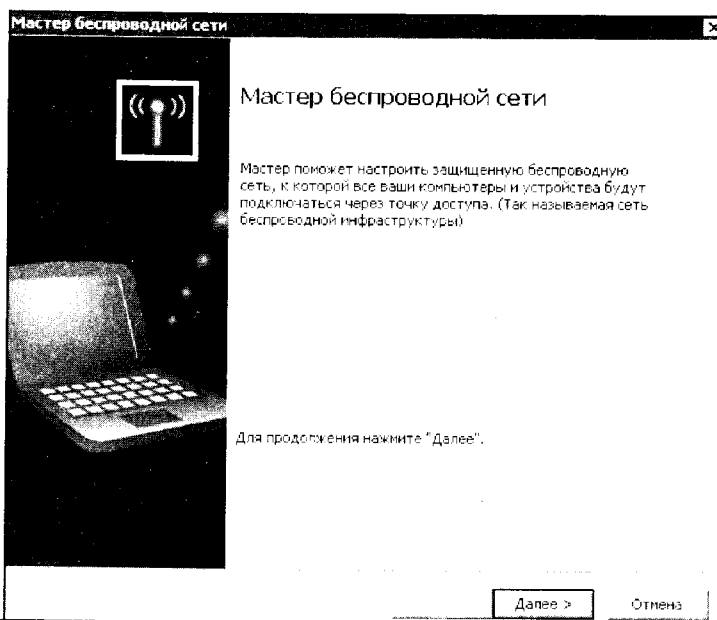 Мастер беспроводной сети
Мастер беспроводной сети
Мастер поможет настроить защищенную беспроводную
сеть, к которой все ваши компьютеры и устройства будут
подключаться через точку доступа. (Так называемая сеть
беспроводной инфраструктуры)
Для продолжения нажмите "Далее".
Далее >
Отмена